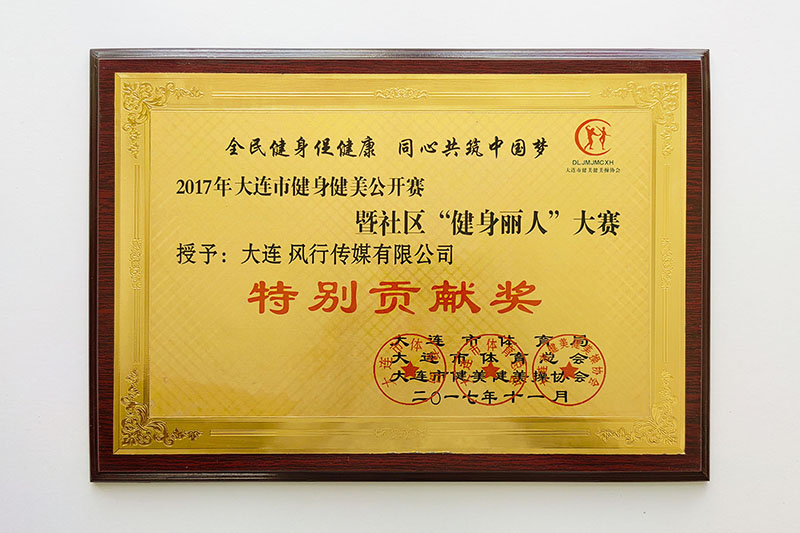 全民健身促健康 同心共筑中国梦
DLJMJMCXH
大连市健美健美操协会
2017年大连市健身健美公开赛
暨社区“健身丽人”大赛
授予：大连 风行传媒有限公司
特别贡献奖
大连市体育局
大连市体育总会
大连市健美健美操协会
二〇一七年十一月